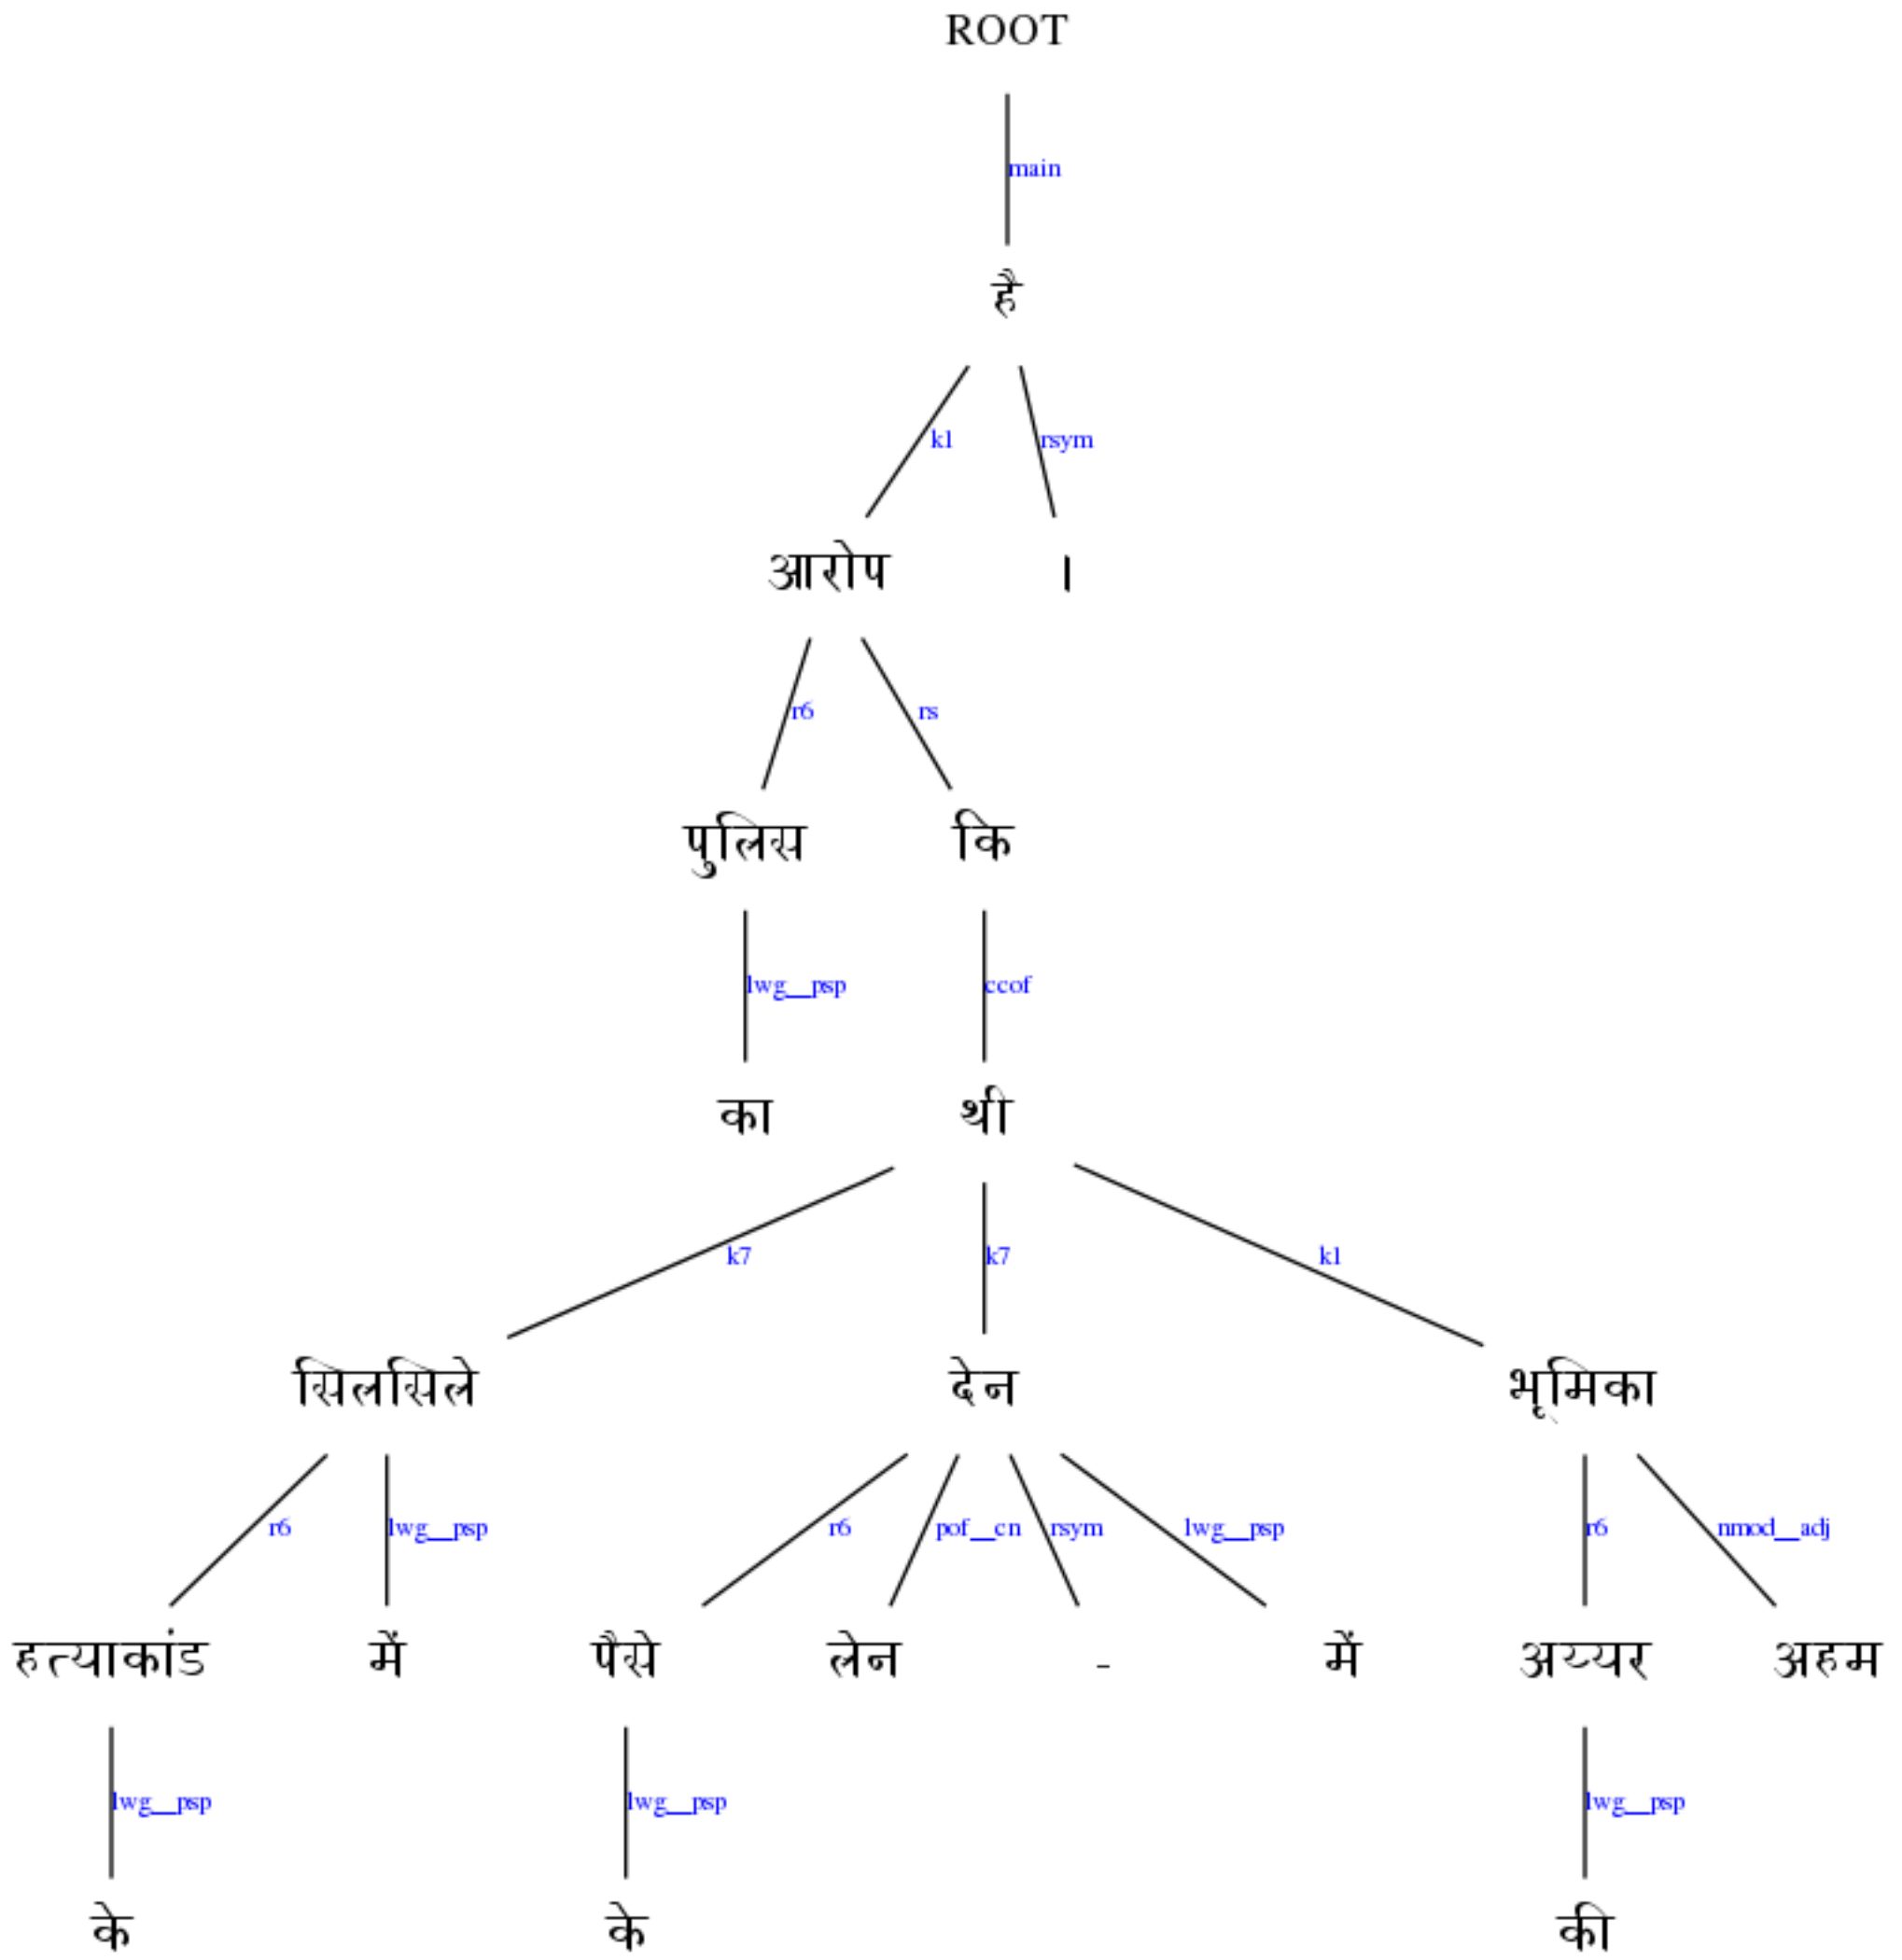 ROOT
main
है
k1 rsym
आरोप ।
r6 rs
पुलिस कि
lwg__psp ccof
का थी
k7 k7 k1
सिलसिले देन भूमिका
r6 lwg__psp r6 pof__cn rsym lwg__psp r6 nmod__adj
हत्याकांड में पैसे लेन - में अय्यर अहम
lwg__psp lwg__psp lwg__psp
के के की